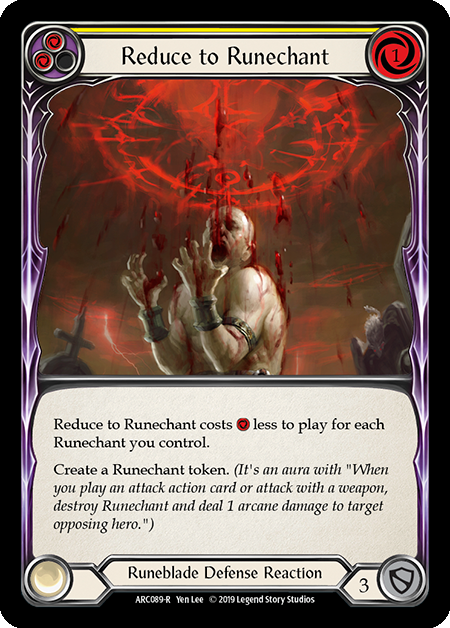 Reduce to Runechant
1
Reduce to Runechant costs less to play for each
Runechant you control.
Create a Runechant token. (It's an aura with "When
you play an attack action card or attack with a weapon,
destroy Runechant and deal 1 arcane damage to target
opposing hero.")
Runeblade Defense Reaction
3
ARC089-R Yen Lee © 2019 Legend Story Studios